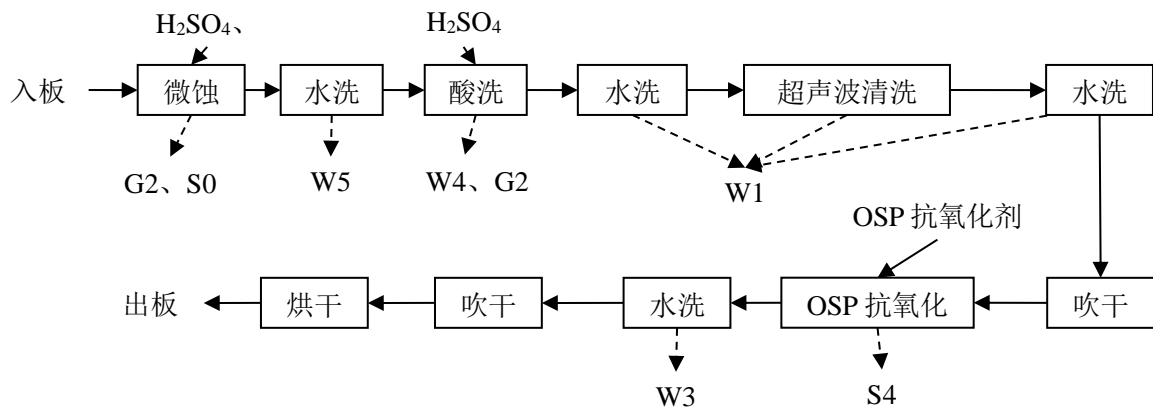 H₂SO₄、 H₂SO₄
入板 微蚀 水洗 酸洗 水洗 超声波清洗 水洗
G2、S0 W5 W4、G2 W1
OSP 抗氧化剂
出板 烘干 吹干 水洗 OSP 抗氧化 吹干
W3 S4